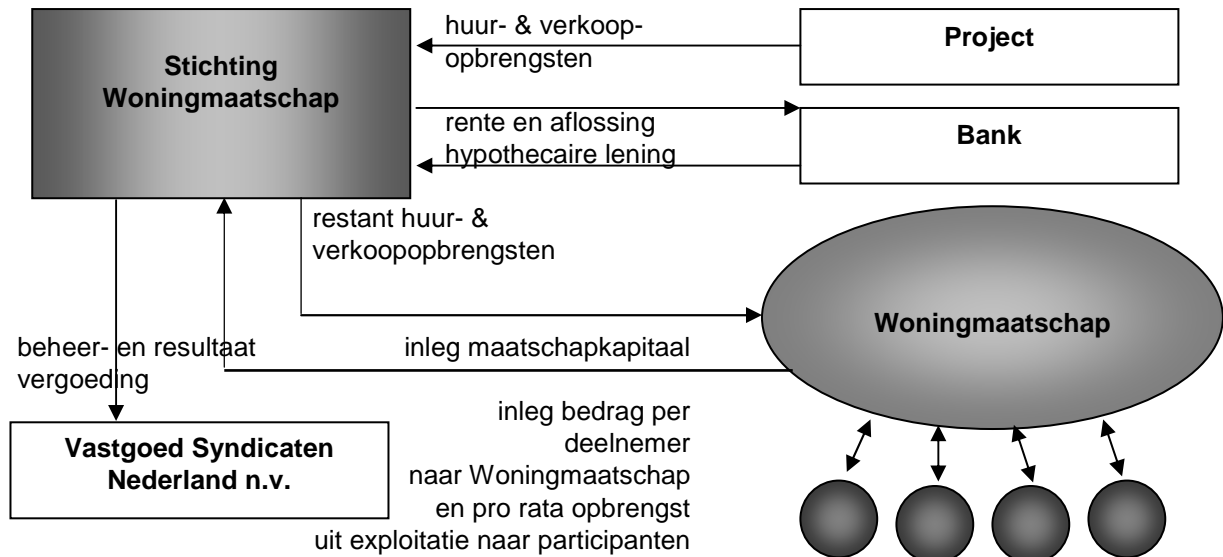 Stichting
Woningmaatschap
huur- & verkoop-
opbrengsten
Project
rente en aflossing
hypothecaire lening
Bank
restant huur- &
verkoopopbrengsten
Woningmaatschap
beheer- en resultaat
vergoeding
inleg maatschapkapitaal
Vastgoed Syndicaten
Nederland n.v.
inleg bedrag per
deelnemer
naar Woningmaatschap
en pro rata opbrengst
uit exploitatie naar participanten